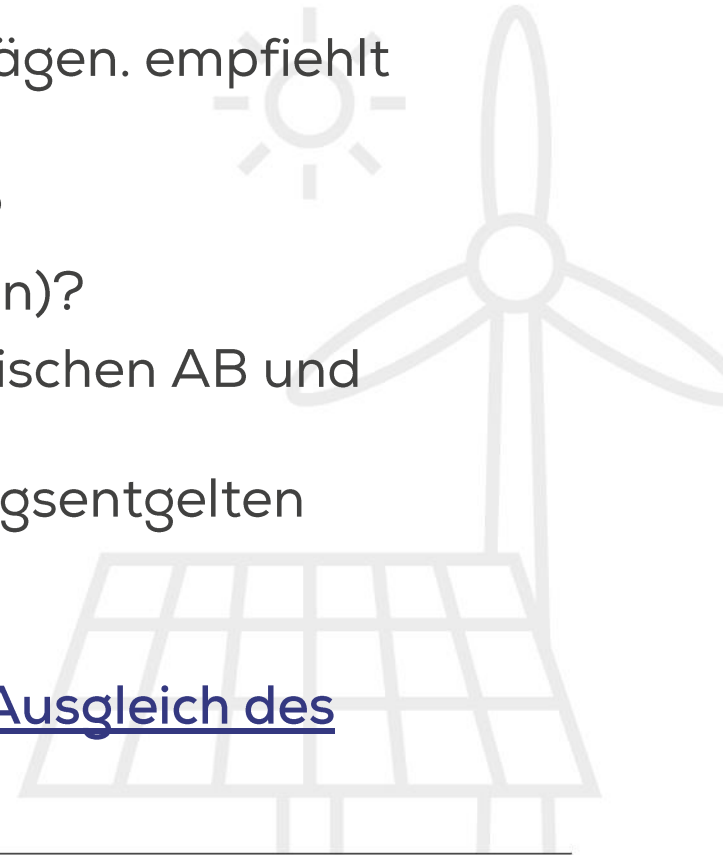 ägen. empfiehlt
n)?
ischen AB und
gsentgelten
Ausgleich des